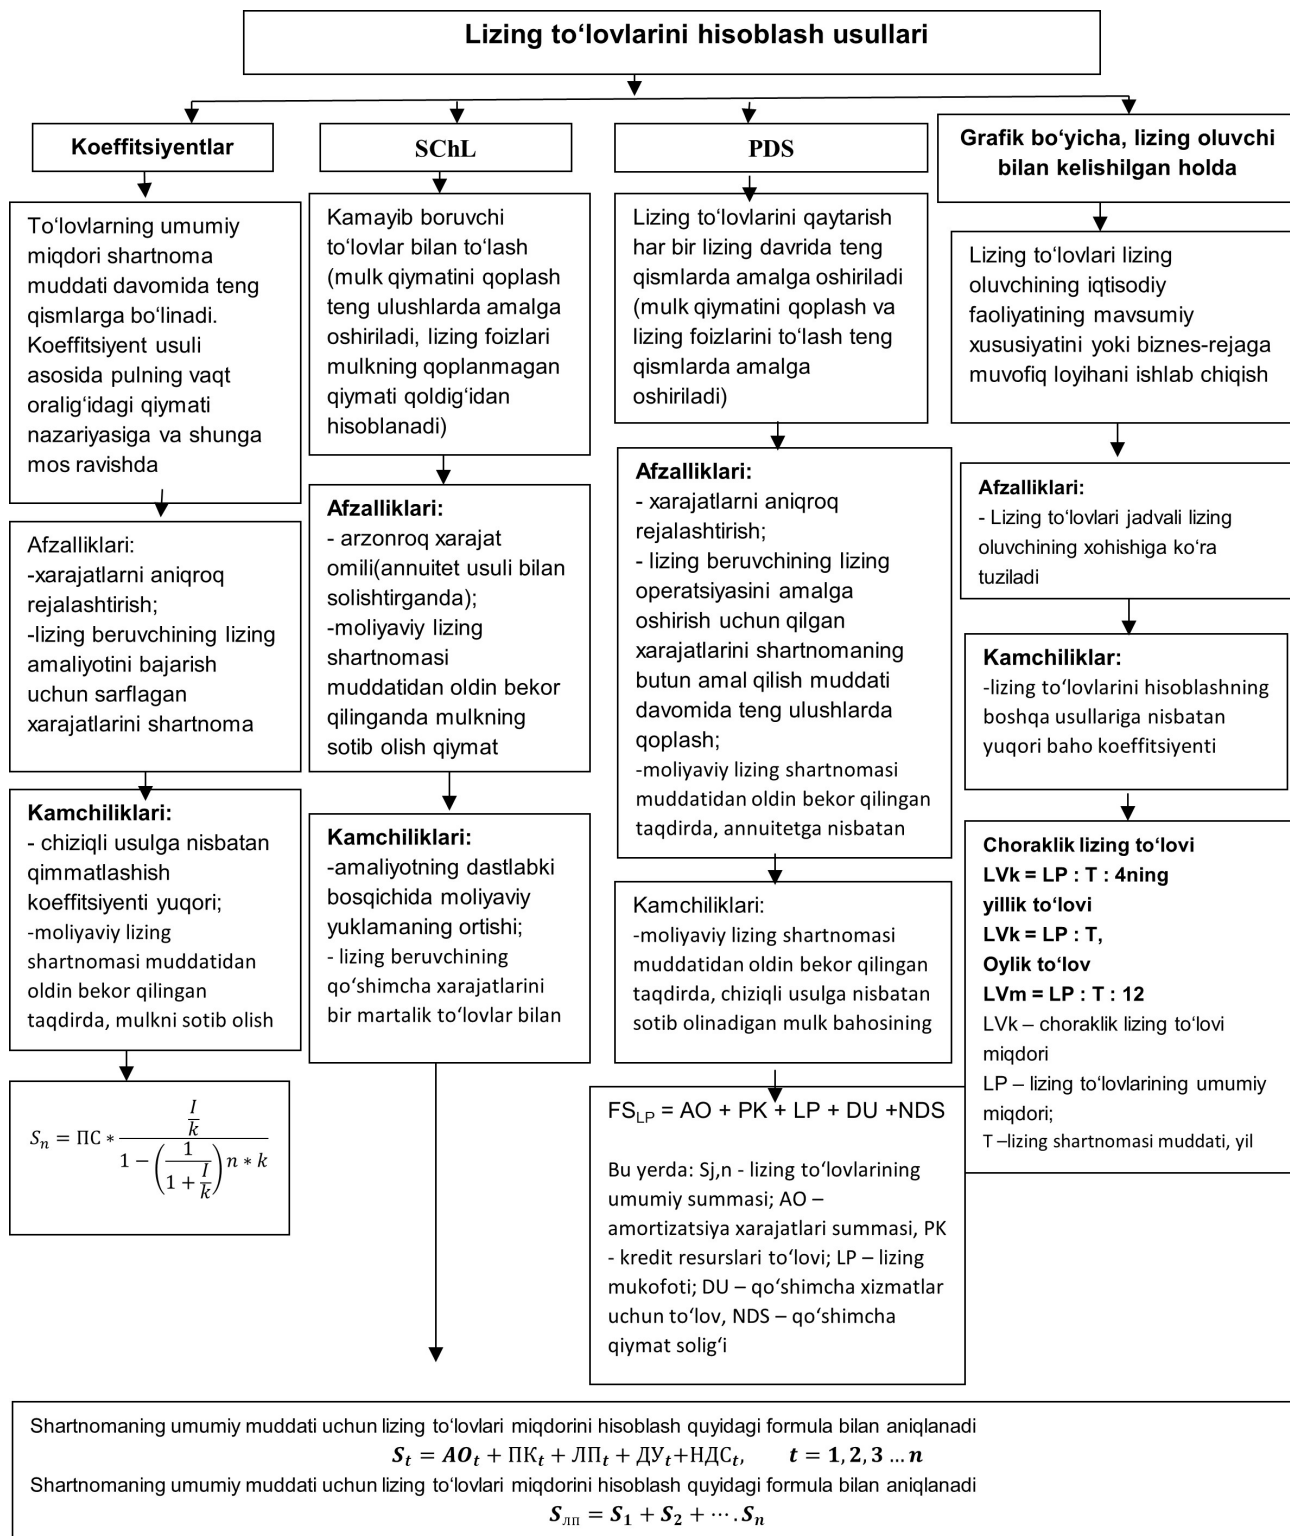 Lizing to‘lovlarini hisoblash usullari
Koeffitsiyentlar
To‘lovlarning umumiy
miqdori shartnoma
muddati davomida teng
qismlarga bo‘linadi.
Koeffitsiyent usuli
asosida pulning vaqt
oralig‘idagi qiymati
nazariyasiga va shunga
mos ravishda
Afzalliklari:
-xarajatlarni aniqroq
rejalashtirish;
-lizing beruvchining lizing
amaliyotini bajarish
uchun sarflagan
xarajatlarini shartnoma
Kamchiliklari:
- chiziqli usulga nisbatan
qimmatlashish
koeffitsiyenti yuqori;
-moliyaviy lizing
shartnomasi muddatidan
oldin bekor qilingan
taqdirda, mulkni sotib olish
S_n = ПС * (I/k) / (1 − (1 / (1 + I/k)) n * k)
SChL
Kamayib boruvchi
to‘lovlar bilan to‘lash
(mulk qiymatini qoplash
teng ulushlarda amalga
oshiriladi, lizing foizlari
mulkning qoplanmagan
qiymati qoldig‘idan
hisoblanadi)
Afzalliklari:
- arzonroq xarajat
omili(annuitet usuli bilan
solishtirganda);
-moliyaviy lizing
shartnomasi
muddatidan oldin bekor
qilinganda mulkning
sotib olish qiymat
Kamchiliklari:
-amaliyotning dastlabki
bosqichida moliyaviy
yuklamaning ortishi;
- lizing beruvchining
qo‘shimcha xarajatlarini
bir martalik to‘lovlar bilan
PDS
Lizing to‘lovlarini qaytarish
har bir lizing davrida teng
qismlarda amalga oshiriladi
(mulk qiymatini qoplash va
lizing foizlarini to‘lash teng
qismlarda amalga
oshiriladi)
Afzalliklari:
- xarajatlarni aniqroq
rejalashtirish;
- lizing beruvchining lizing
operatsiyasini amalga
oshirish uchun qilgan
xarajatlarini shartnomaning
butun amal qilish muddati
davomida teng ulushlarda
qoplash;
-moliyaviy lizing shartnomasi
muddatidan oldin bekor qilingan
taqdirda, annuitetga nisbatan
Kamchiliklari:
-moliyaviy lizing shartnomasi
muddatidan oldin bekor qilingan
taqdirda, chiziqli usulga nisbatan
sotib olinadigan mulk bahosining
FS_LP = AO + PK + LP + DU +NDS
Bu yerda: Sj,n - lizing to‘lovlarining
umumiy summasi; AO –
amortizatsiya xarajatlari summasi, PK
- kredit resurslari to‘lovi; LP – lizing
mukofoti; DU – qo‘shimcha xizmatlar
uchun to‘lov, NDS – qo‘shimcha
qiymat solig‘i
Grafik bo‘yicha, lizing oluvchi
bilan kelishilgan holda
Lizing to‘lovlari lizing
oluvchining iqtisodiy
faoliyatining mavsumiy
xususiyatini yoki biznes-rejaga
muvofiq loyihani ishlab chiqish
Afzalliklari:
- Lizing to‘lovlari jadvali lizing
oluvchining xohishiga ko‘ra
tuziladi
Kamchiliklar:
-lizing to‘lovlarini hisoblashning
boshqa usullariga nisbatan
yuqori baho koeffitsiyenti
Choraklik lizing to‘lovi
LVk = LP : T : 4ning
yillik to‘lovi
LVk = LP : T,
Oylik to‘lov
LVm = LP : T : 12
LVk – choraklik lizing to‘lovi
miqdori
LP – lizing to‘lovlarining umumiy
miqdori;
T –lizing shartnomasi muddati, yil
Shartnomaning umumiy muddati uchun lizing to‘lovlari miqdorini hisoblash quyidagi formula bilan aniqlanadi
S_t = AO_t + ПК_t + ЛП_t + ДУ_t+НДС_t, t = 1, 2, 3 … n
Shartnomaning umumiy muddati uchun lizing to‘lovlari miqdorini hisoblash quyidagi formula bilan aniqlanadi
S_лп = S_1 + S_2 + ⋯ . S_n